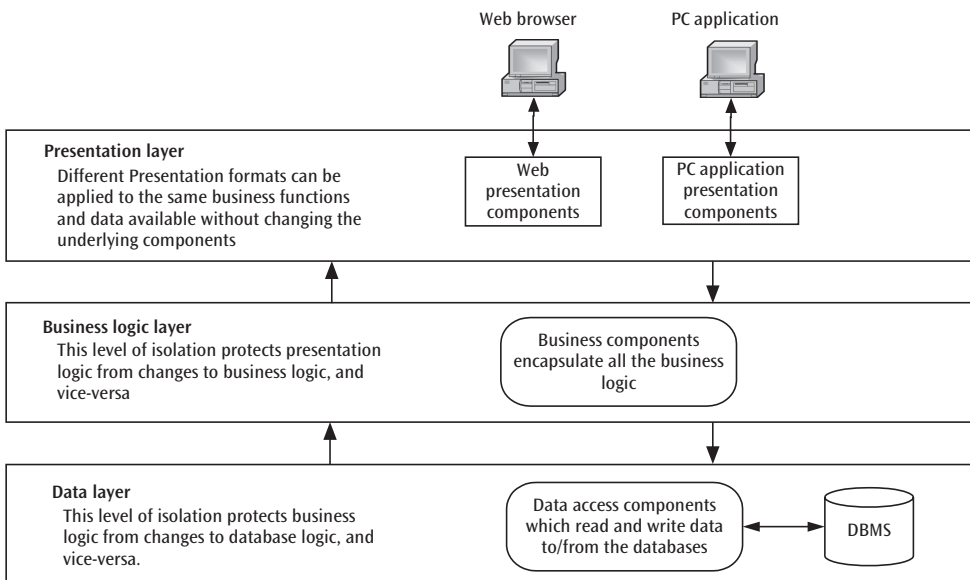 Web browser
PC application
Presentation layer
Different Presentation formats can be
applied to the same business functions
and data available without changing the
underlying components
Web
presentation
components
PC application
presentation
components
Business logic layer
This level of isolation protects presentation
logic from changes to business logic, and
vice-versa
Business components
encapsulate all the business
logic
Data layer
This level of isolation protects business
logic from changes to database logic, and
vice-versa.
Data access components
which read and write data
to/from the databases
DBMS